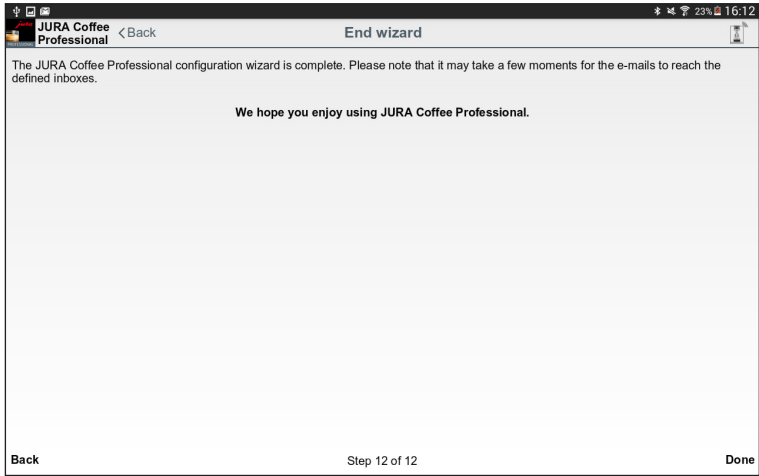 23% 16:12
JURA Coffee
Professional
Back
End wizard
The JURA Coffee Professional configuration wizard is complete. Please note that it may take a few moments for the e-mails to reach the
defined inboxes.
We hope you enjoy using JURA Coffee Professional.
Back
Step 12 of 12
Done